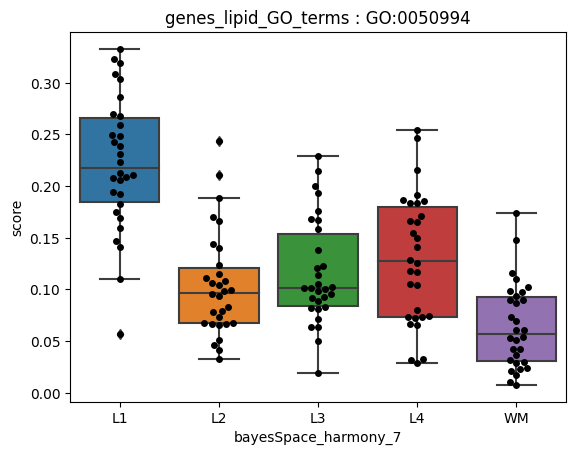 genes_lipid_GO_terms : GO:0050994
score
0.30
0.25
0.20
0.15
0.10
0.05
0.00
L1 L2 L3 L4 WM
bayesSpace_harmony_7